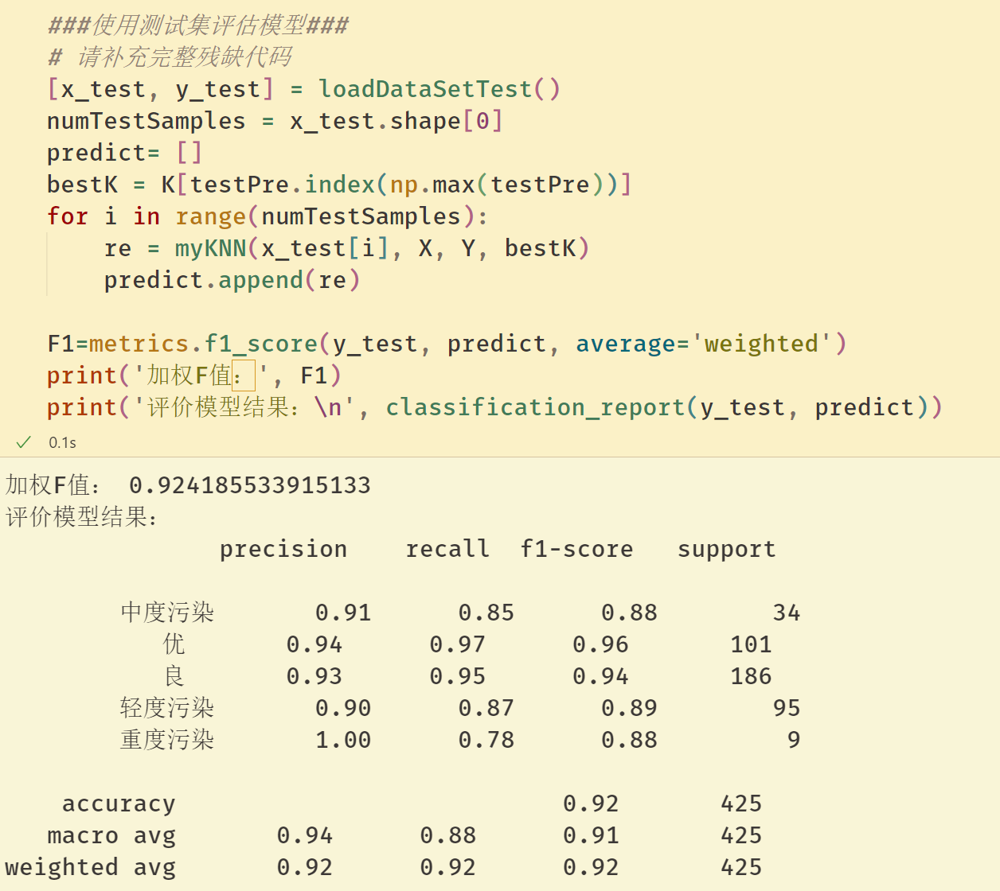 ###使用测试集评估模型###
# 请补充完整残缺代码
[x_test, y_test] = loadDataSetTest()
numTestSamples = x_test.shape[0]
predict= []
bestK = K[testPre.index(np.max(testPre))]
for i in range(numTestSamples):
    re = myKNN(x_test[i], X, Y, bestK)
    predict.append(re)
F1=metrics.f1_score(y_test, predict, average='weighted')
print('加权F值：', F1)
print('评价模型结果：\n', classification_report(y_test, predict))
✓ 0.1s
加权F值： 0.924185533915133
评价模型结果：
precision recall f1-score support
中度污染 0.91 0.85 0.88 34
优 0.94 0.97 0.96 101
良 0.93 0.95 0.94 186
轻度污染 0.90 0.87 0.89 95
重度污染 1.00 0.78 0.88 9
accuracy 0.92 425
macro avg 0.94 0.88 0.91 425
weighted avg 0.92 0.92 0.92 425